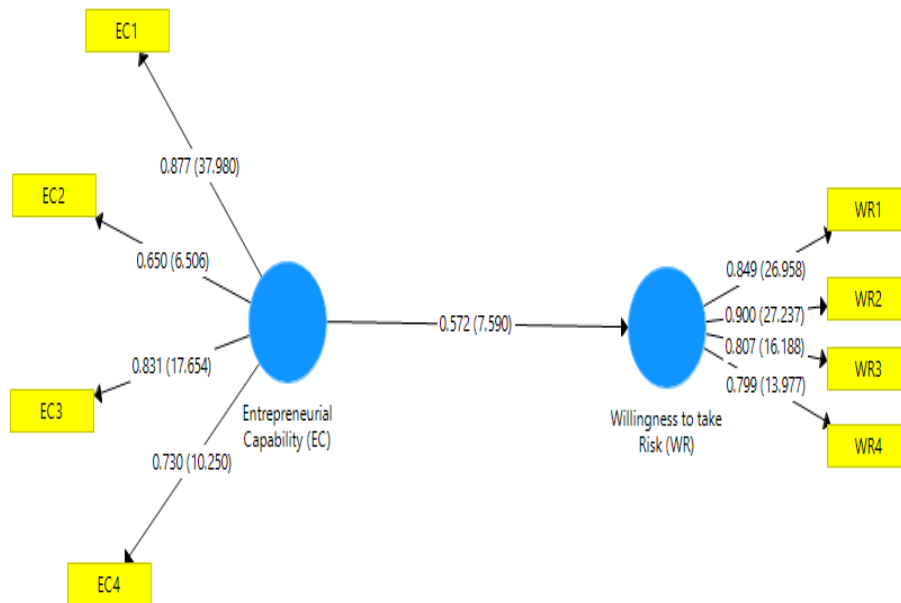 EC1
0.877 (37.980)
EC2
0.650 (6.506)
0.831 (17.654)
EC3
0.730 (10.250)
EC4
Entrepreneurial
Capability (EC)
0.572 (7.590)
Willingness to take
Risk (WR)
WR1
0.849 (26.958)
WR2
0.900 (27.237)
0.807 (16.188)
WR3
0.799 (13.977)
WR4